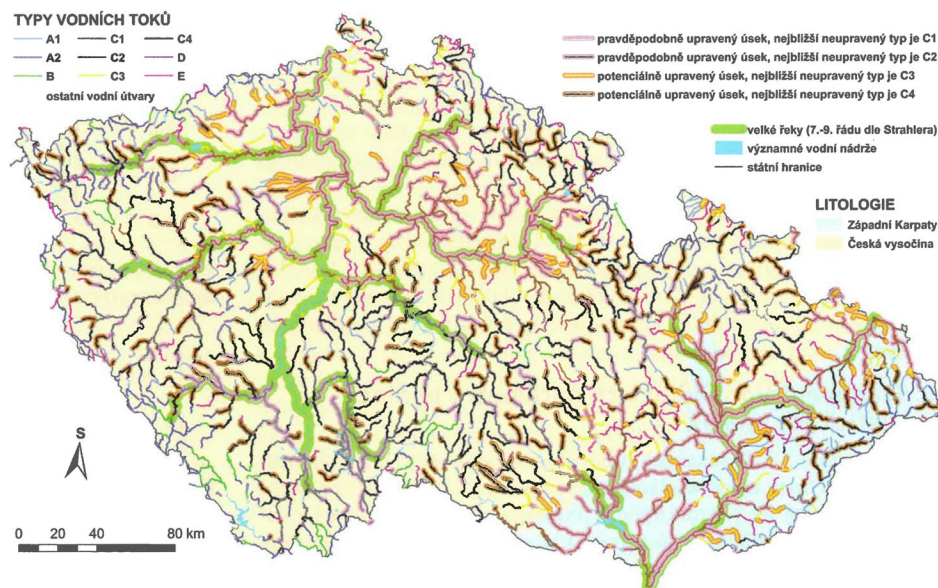 TYPY VODNÍCH TOKŮ
A1 C1 C4
A2 C2 D
B C3 E
ostatní vodní útvary
pravděpodobně upravený úsek, nejbližší neupravený typ je C1
pravděpodobně upravený úsek, nejbližší neupravený typ je C2
potenciálně upravený úsek, nejbližší neupravený typ je C3
potenciálně upravený úsek, nejbližší neupravený typ je C4
velké řeky (7.-9. řádu dle Strahlera)
významné vodní nádrže
státní hranice
LITOLOGIE
Západní Karpaty
Česká vysočina
S
0 20 40 80 km